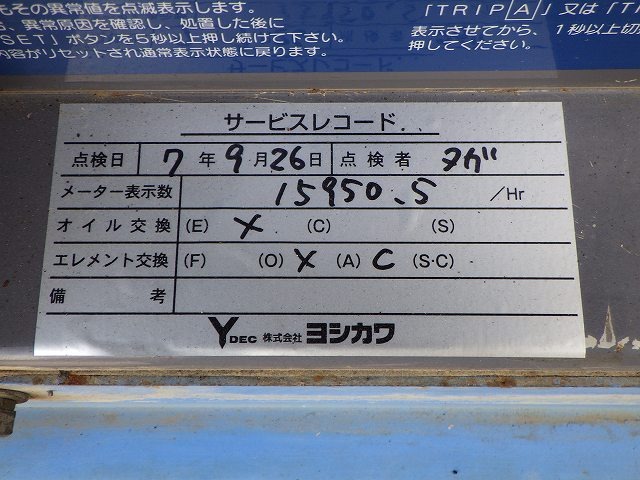 もその異常値を点滅表示します。
、異常原因を確認し、処置した後に
SET」ボタンを5秒以上押し続けて下さい。
内容がリセットされ通常表示状態に戻ります。
「TRIP A」又は「T
表示させてから、1秒以上切
押してください。
サービスレコード
点検日 7年9月26日 点検者 ヌガ
メーター表示数 15950.5 /Hr
オイル交換 (E) X (C) (S)
エレメント交換 (F) (O) X (A) C (S·C)
備考
YDEC 株式会社 ヨシカワ